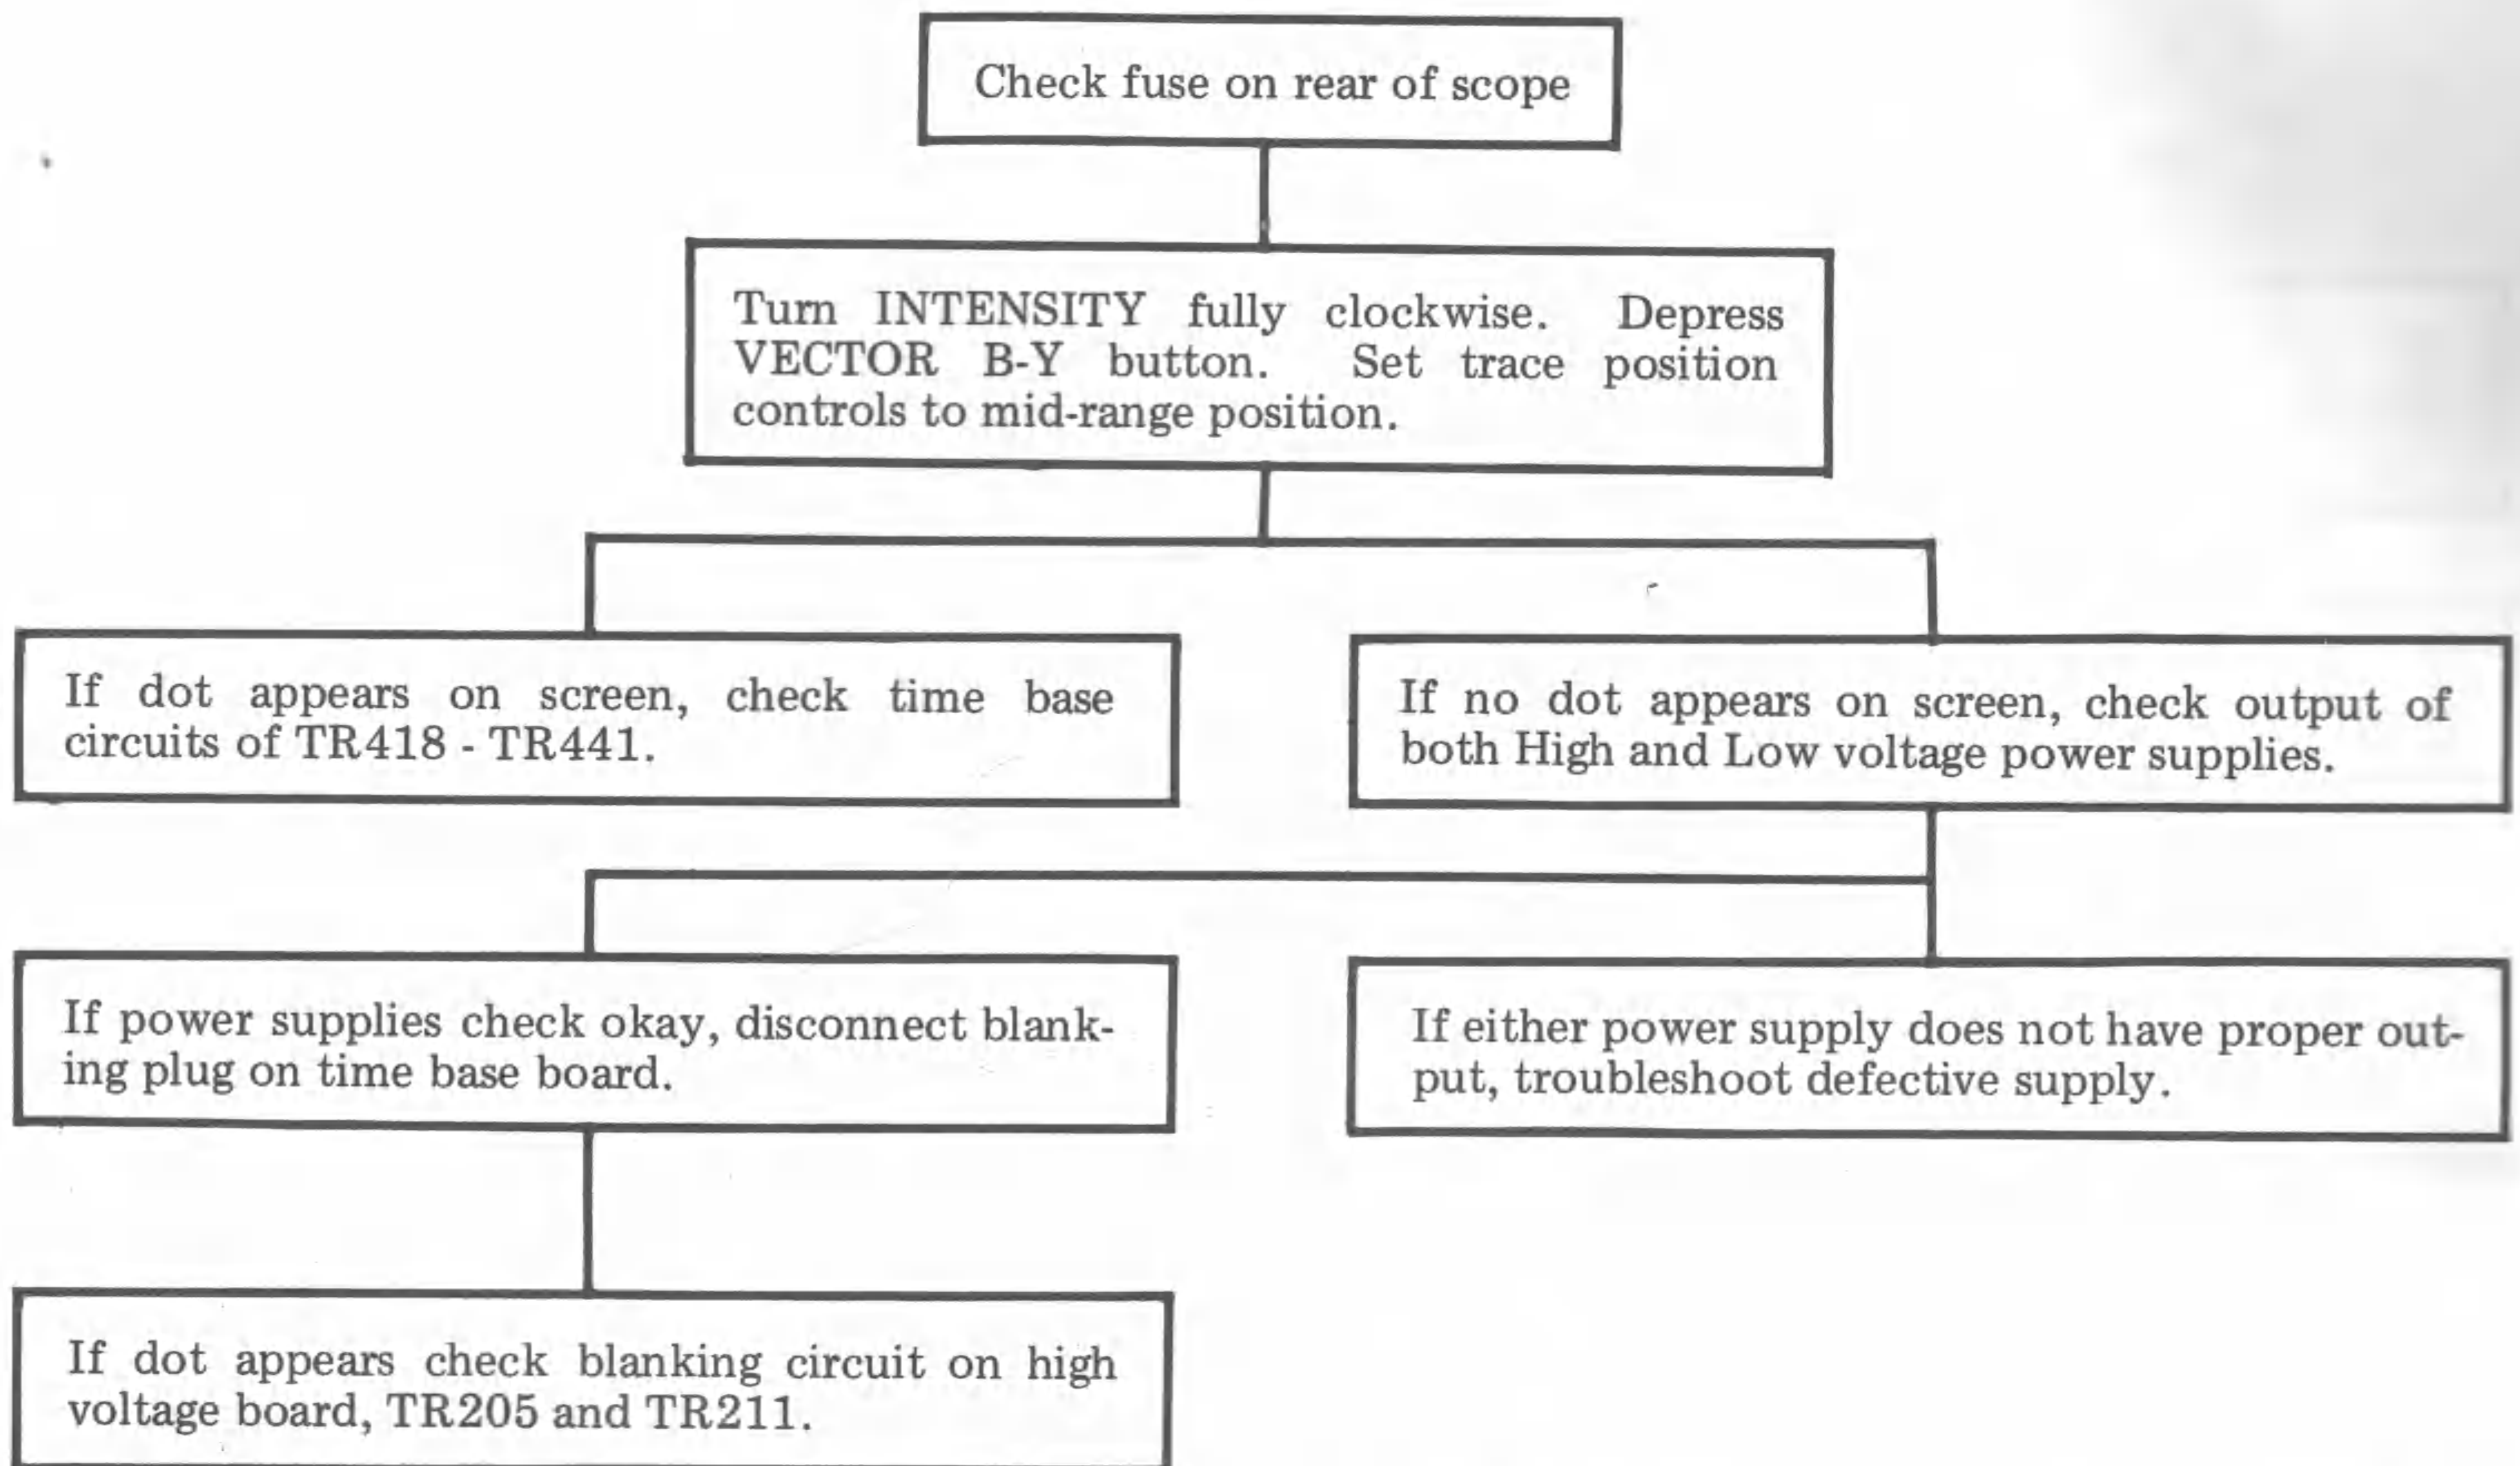 Check fuse on rear of scope
Turn INTENSITY fully clockwise. Depress
VECTOR B-Y button. Set trace position
controls to mid-range position.
If dot appears on screen, check time base
circuits of TR418 - TR441.
If no dot appears on screen, check output of
both High and Low voltage power supplies.
If power supplies check okay, disconnect blank-
ing plug on time base board.
If either power supply does not have proper out-
put, troubleshoot defective supply.
If dot appears check blanking circuit on high
voltage board, TR205 and TR211.